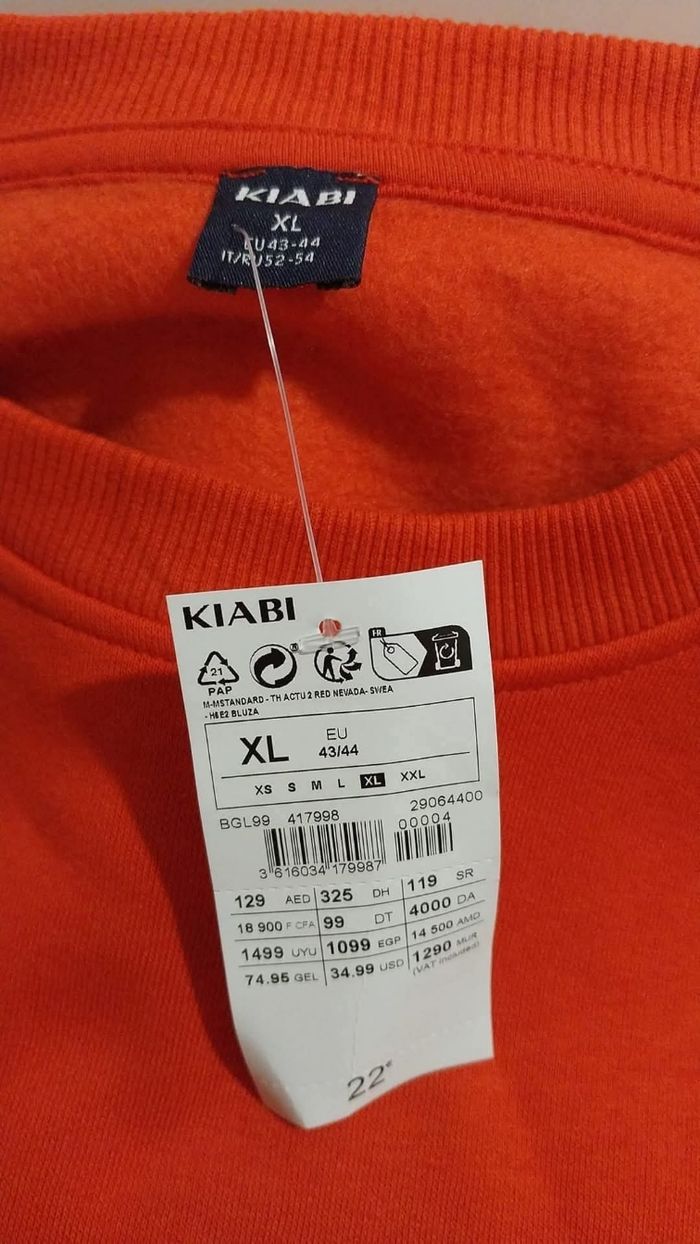 KIABI
XL
EU43-44
IT/RU52-54
KIABI
FR
21
PAP
M-MSTANDARD - TH ACTU 2 RED NEVADA- SWEA
- H6E2 BLUZA
XL
EU
43/44
XS S M L XL XXL
BGL99 417998 29064400
00004
3 616034 179987
129 AED 325 DH 119 SR
18 900 F CFA 99 DT 4000 DA
1499 UYU 1099 EGP 14 500 AMD
74.95 GEL 34.99 USD 1290 MUR
(VAT included)
22€